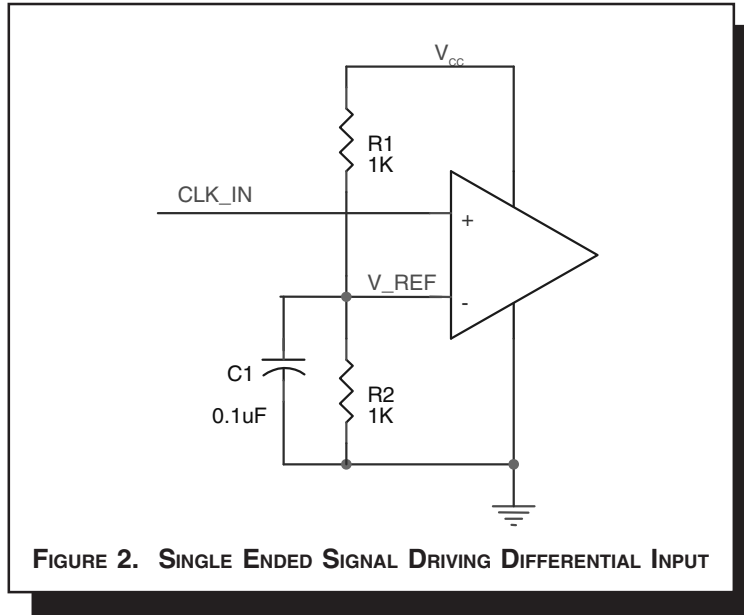 V_CC
R1
1K
CLK_IN
+
V_REF
-
C1
0.1uF
R2
1K
FIGURE 2. SINGLE ENDED SIGNAL DRIVING DIFFERENTIAL INPUT